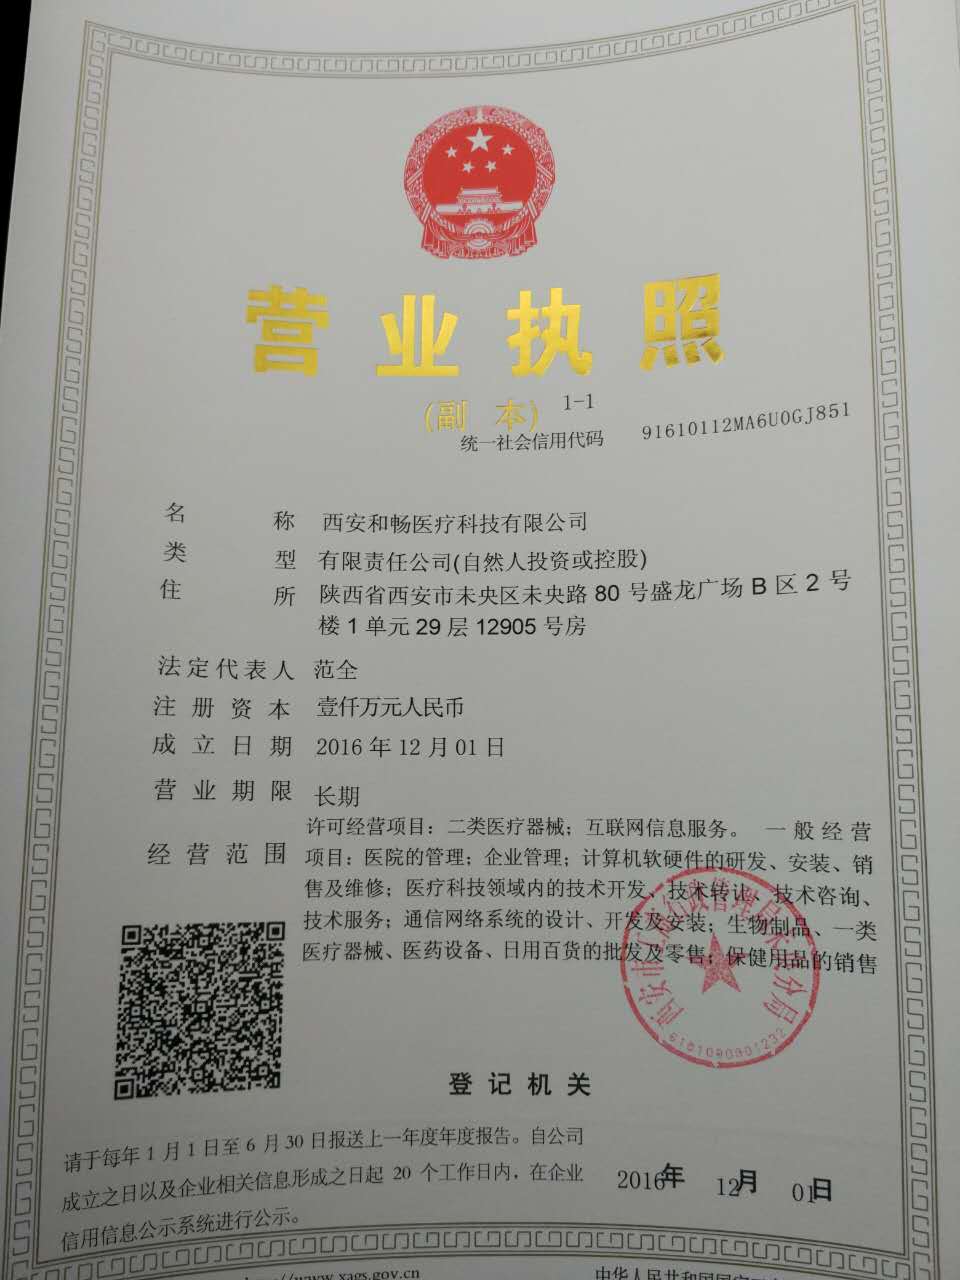 营业执照
(副 本) 1-1
统一社会信用代码 91610112MA6U0GJ851
名 称 西安和畅医疗科技有限公司
类 型 有限责任公司(自然人投资或控股)
住 所 陕西省西安市未央区未央路80号盛龙广场B区2号
楼1单元29层12905号房
法定代表人 范全
注册资本 壹仟万元人民币
成立日期 2016年12月01日
营业期限 长期
经营范围 许可经营项目：二类医疗器械；互联网信息服务。 一般经营
项目：医院的管理；企业管理；计算机软硬件的研发、安装、销
售及维修；医疗科技领域内的技术开发、技术转让、技术咨询、
技术服务；通信网络系统的设计、开发及安装；生物制品、一类
医疗器械、医药设备、日用百货的批发及零售；保健用品的销售
登记机关
请于每年1月1日至6月30日报送上一年度年度报告。自公司
成立之日以及企业相关信息形成之日起 20 个工作日内，在企业
信用信息公示系统进行公示。
2016年 12月 01日
www.xags.gov.cn